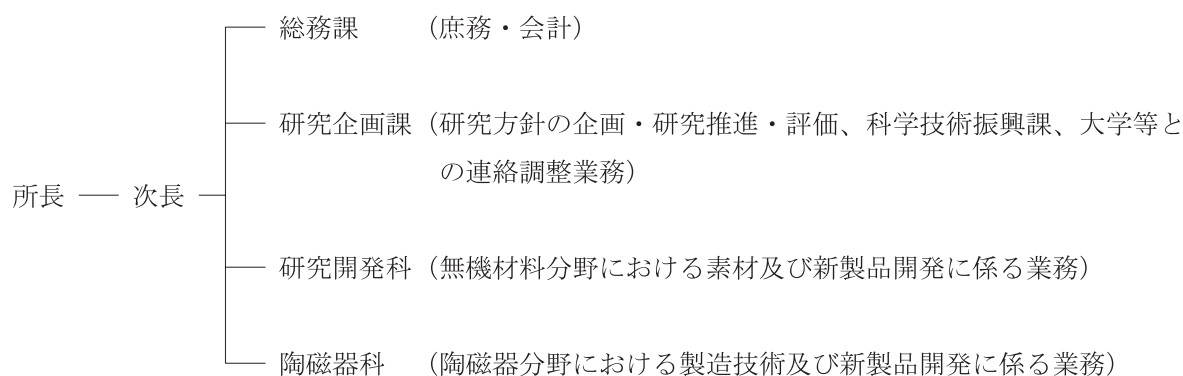 総務課　　（庶務・会計）
研究企画課（研究方針の企画・研究推進・評価、科学技術振興課、大学等と
の連絡調整業務）
所長 次長
研究開発科（無機材料分野における素材及び新製品開発に係る業務）
陶磁器科　（陶磁器分野における製造技術及び新製品開発に係る業務）